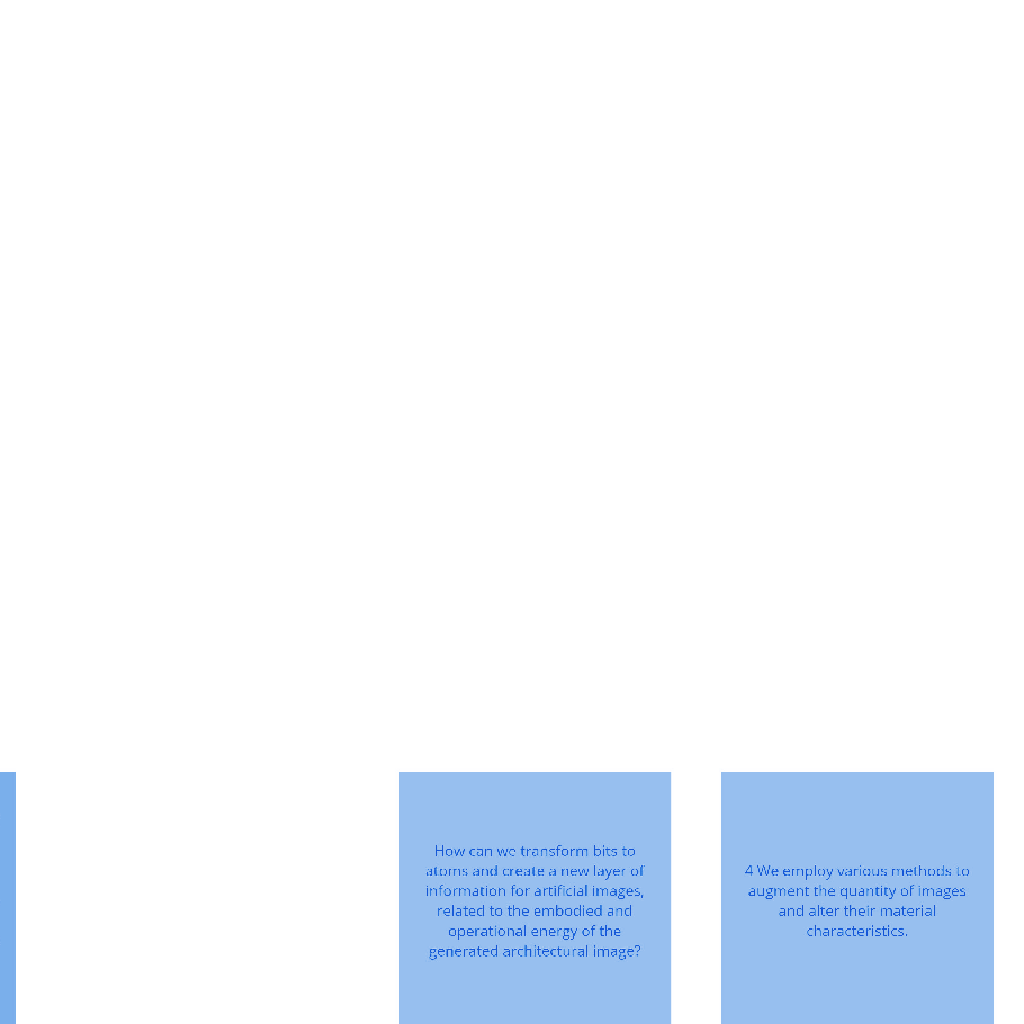 How can we transform bits to
atoms and create a new layer of
information for artificial images,
related to the embodied and
operational energy of the
generated architectural image?
4 We employ various methods to
augment the quantity of images
and alter their material
characteristics.